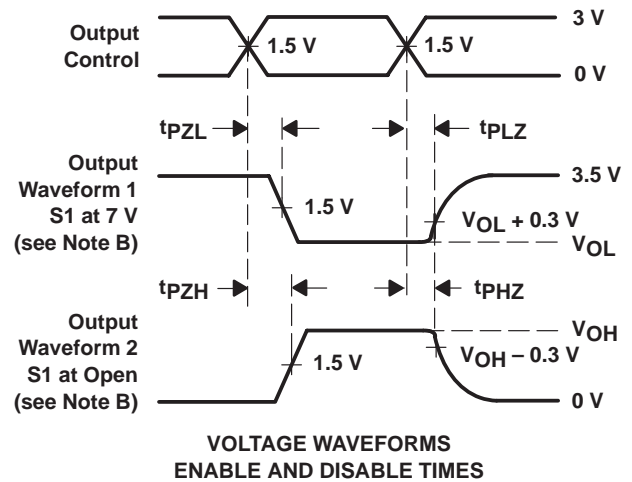 Output
Control
1.5 V
1.5 V
3 V
0 V
tPZL
tPLZ
Output
Waveform 1
S1 at 7 V
(see Note B)
1.5 V
3.5 V
VOL + 0.3 V
VOL
tPZH
tPHZ
Output
Waveform 2
S1 at Open
(see Note B)
1.5 V
VOH
VOH − 0.3 V
0 V
VOLTAGE WAVEFORMS
ENABLE AND DISABLE TIMES